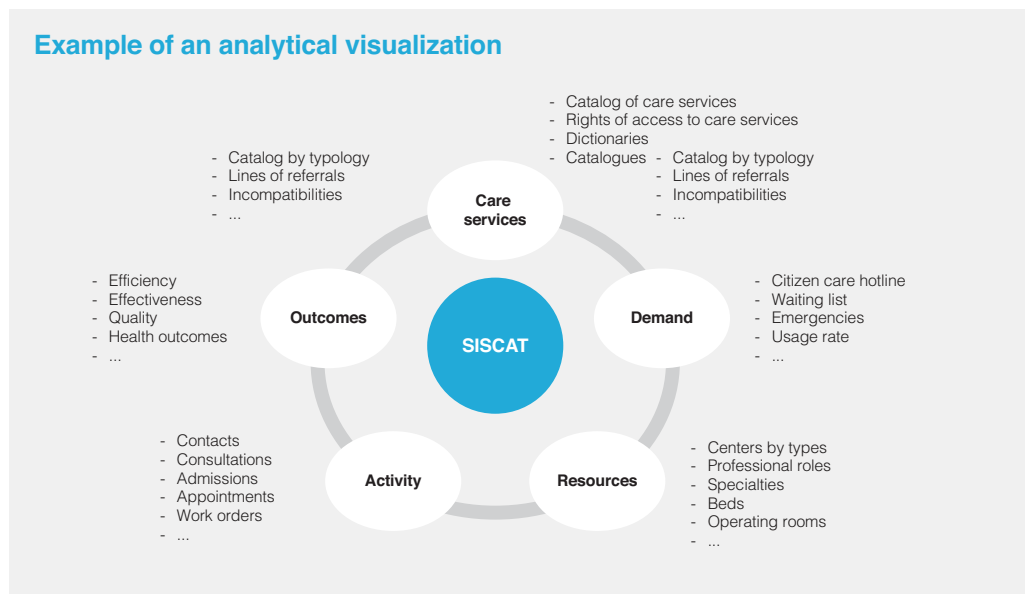 Example of an analytical visualization
- Catalog of care services
- Rights of access to care services
- Dictionaries
- Catalogues
- Catalog by typology
- Lines of referrals
- Incompatibilities
- ...
- Catalog by typology
- Lines of referrals
- Incompatibilities
- ...
Care
services
- Efficiency
- Effectiveness
- Quality
- Health outcomes
- ...
Outcomes
SISCAT
Demand
- Citizen care hotline
- Waiting list
- Emergencies
- Usage rate
- ...
- Contacts
- Consultations
- Admissions
- Appointments
- Work orders
- ...
Activity
Resources
- Centers by types
- Professional roles
- Specialties
- Beds
- Operating rooms
- ...